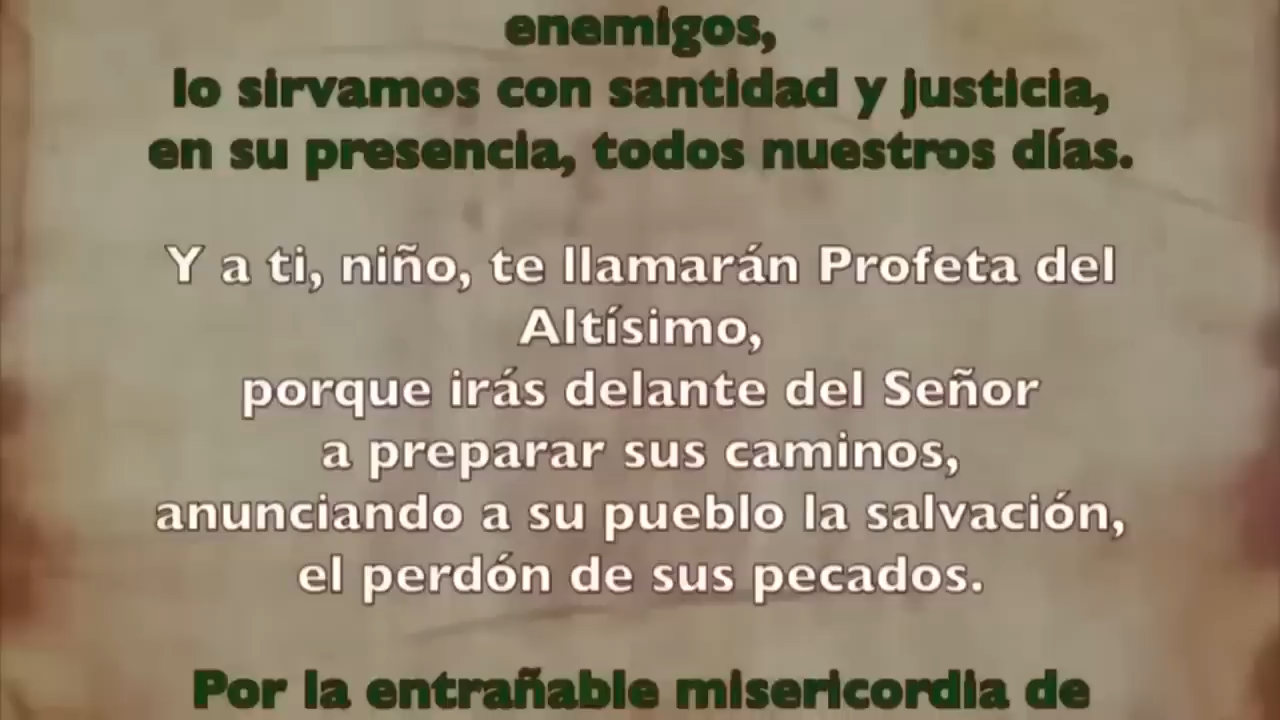 enemigos,
lo sirvamos con santidad y justicia,
en su presencia, todos nuestros días.
Y a ti, niño, te llamarán Profeta del
Altísimo,
porque irás delante del Señor
a preparar sus caminos,
anunciando a su pueblo la salvación,
el perdón de sus pecados.
Por la entrañable misericordia de